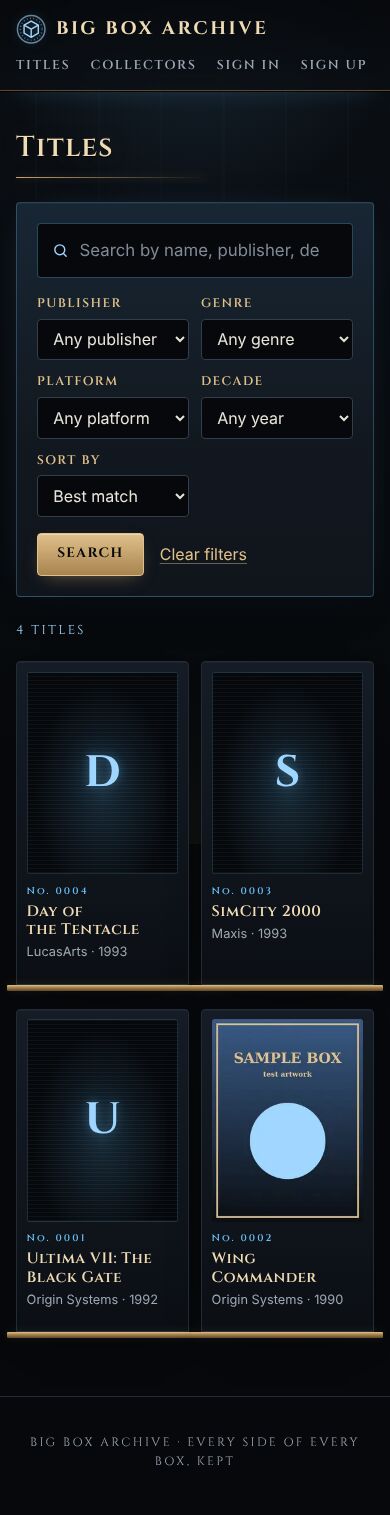 BIG BOX ARCHIVE
TITLES COLLECTORS SIGN IN SIGN UP
TITLES
Search by name, publisher, de
PUBLISHER GENRE
Any publisher Any genre
PLATFORM DECADE
Any platform Any year
SORT BY
Best match
SEARCH Clear filters
4 TITLES
D
No. 0004
DAY OF
THE TENTACLE
LucasArts · 1993
S
No. 0003
SIMCITY 2000
Maxis · 1993
U
No. 0001
ULTIMA VII: THE
BLACK GATE
Origin Systems · 1992
SAMPLE BOX
test artwork
No. 0002
WING
COMMANDER
Origin Systems · 1990
BIG BOX ARCHIVE · EVERY SIDE OF EVERY
BOX, KEPT